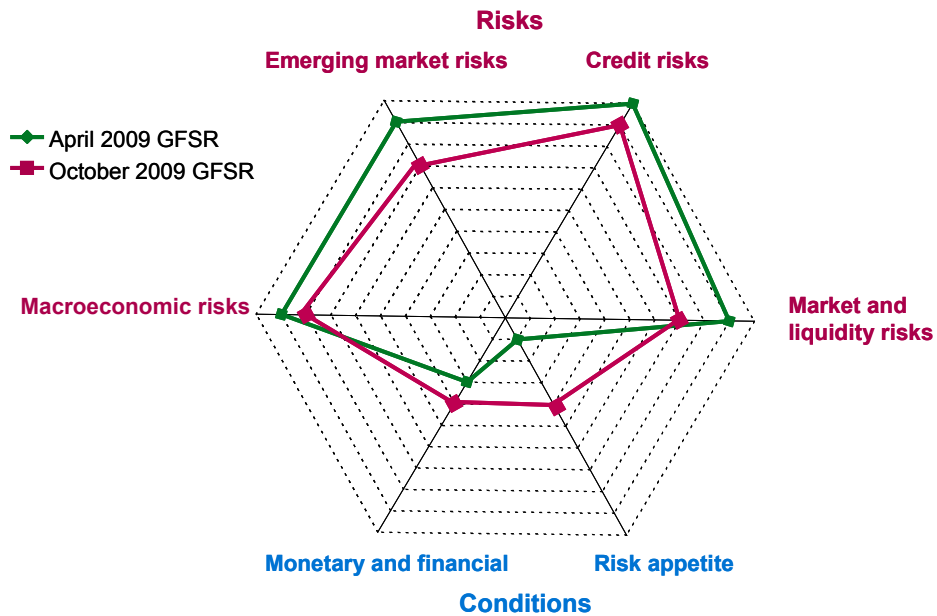 Risks
Emerging market risks
Credit risks
April 2009 GFSR
October 2009 GFSR
Macroeconomic risks
Market and
liquidity risks
Monetary and financial
Risk appetite
Conditions